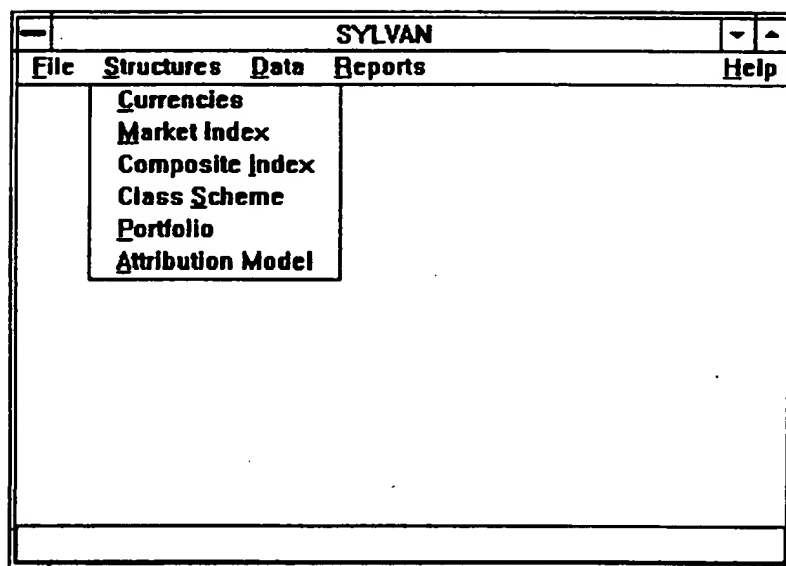 SYLVAN
File Structures Data Reports Help
Currencies
Market Index
Composite Index
Class Scheme
Portfolio
Attribution Model